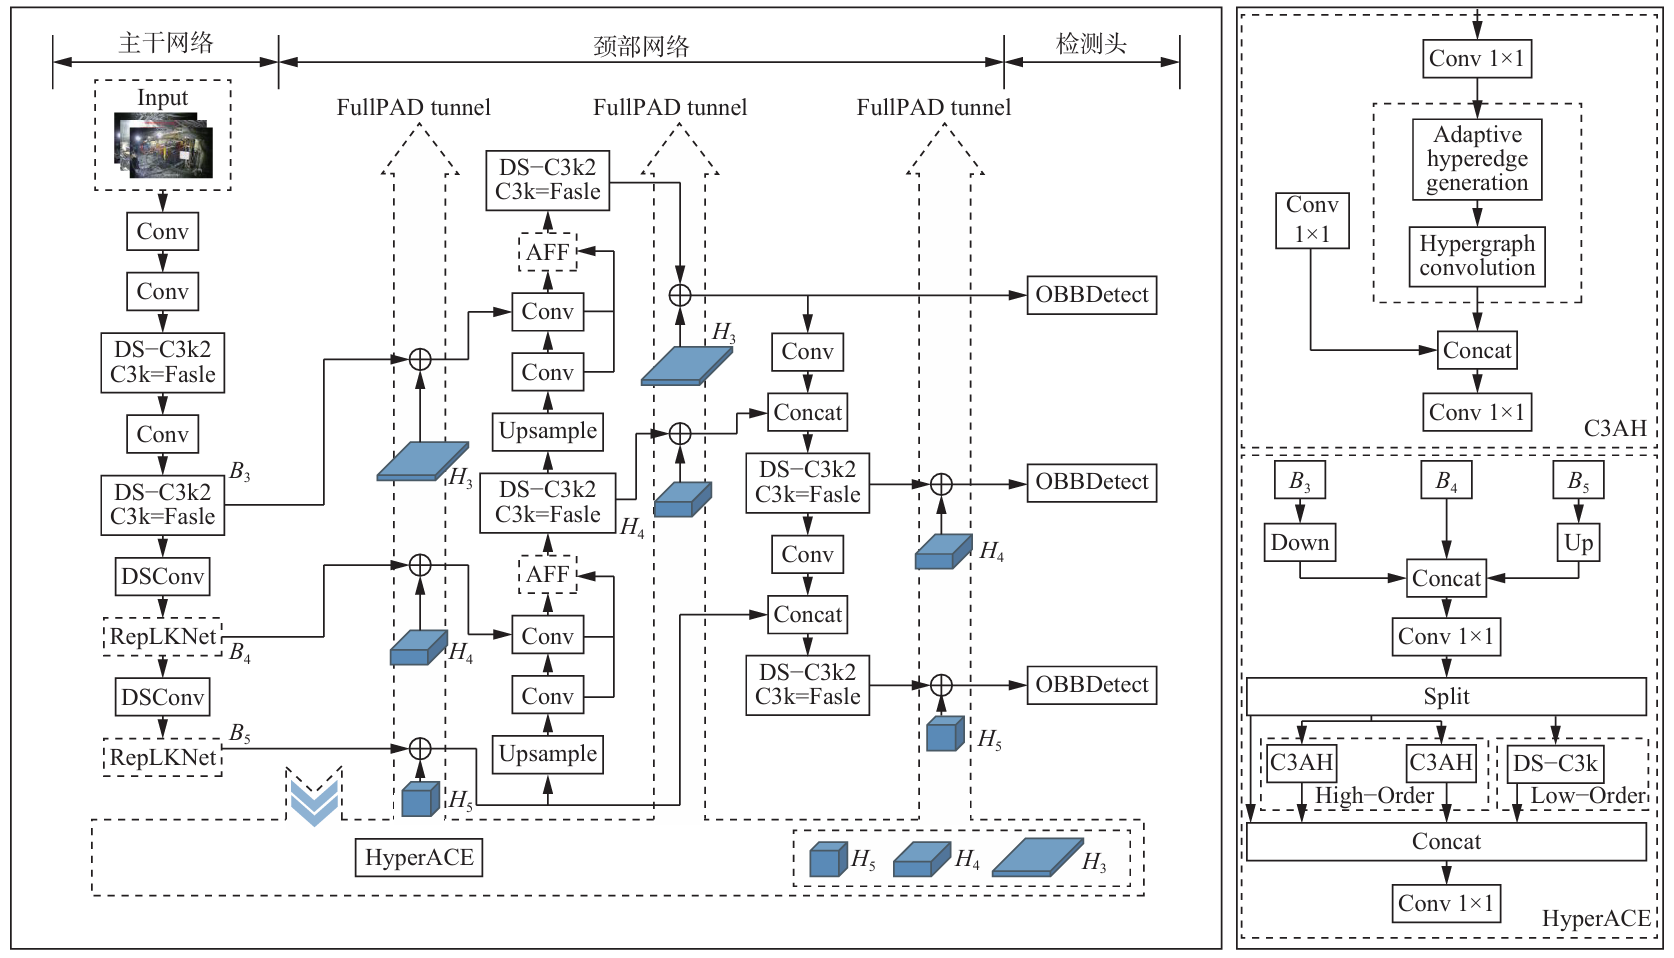 主干网络
颈部网络
检测头
Input
FullPAD tunnel
FullPAD tunnel
FullPAD tunnel
Conv
Conv
DS−C3k2
C3k=Fasle
Conv
DS−C3k2
C3k=Fasle
B3
DSConv
RepLKNet
B4
DSConv
RepLKNet
B5
H3
H4
H5
DS−C3k2
C3k=Fasle
AFF
Conv
Conv
Upsample
DS−C3k2
C3k=Fasle
H4
AFF
Conv
Conv
Upsample
H3
Conv
Concat
DS−C3k2
C3k=Fasle
Conv
Concat
DS−C3k2
C3k=Fasle
H4
H5
OBBDetect
OBBDetect
OBBDetect
HyperACE
H5
H4
H3
Conv 1×1
Adaptive
hyperedge
generation
Conv
1×1
Hypergraph
convolution
Concat
Conv 1×1
C3AH
B3
B4
B5
Down
Up
Concat
Conv 1×1
Split
C3AH
C3AH
DS−C3k
High−Order
Low−Order
Concat
Conv 1×1
HyperACE